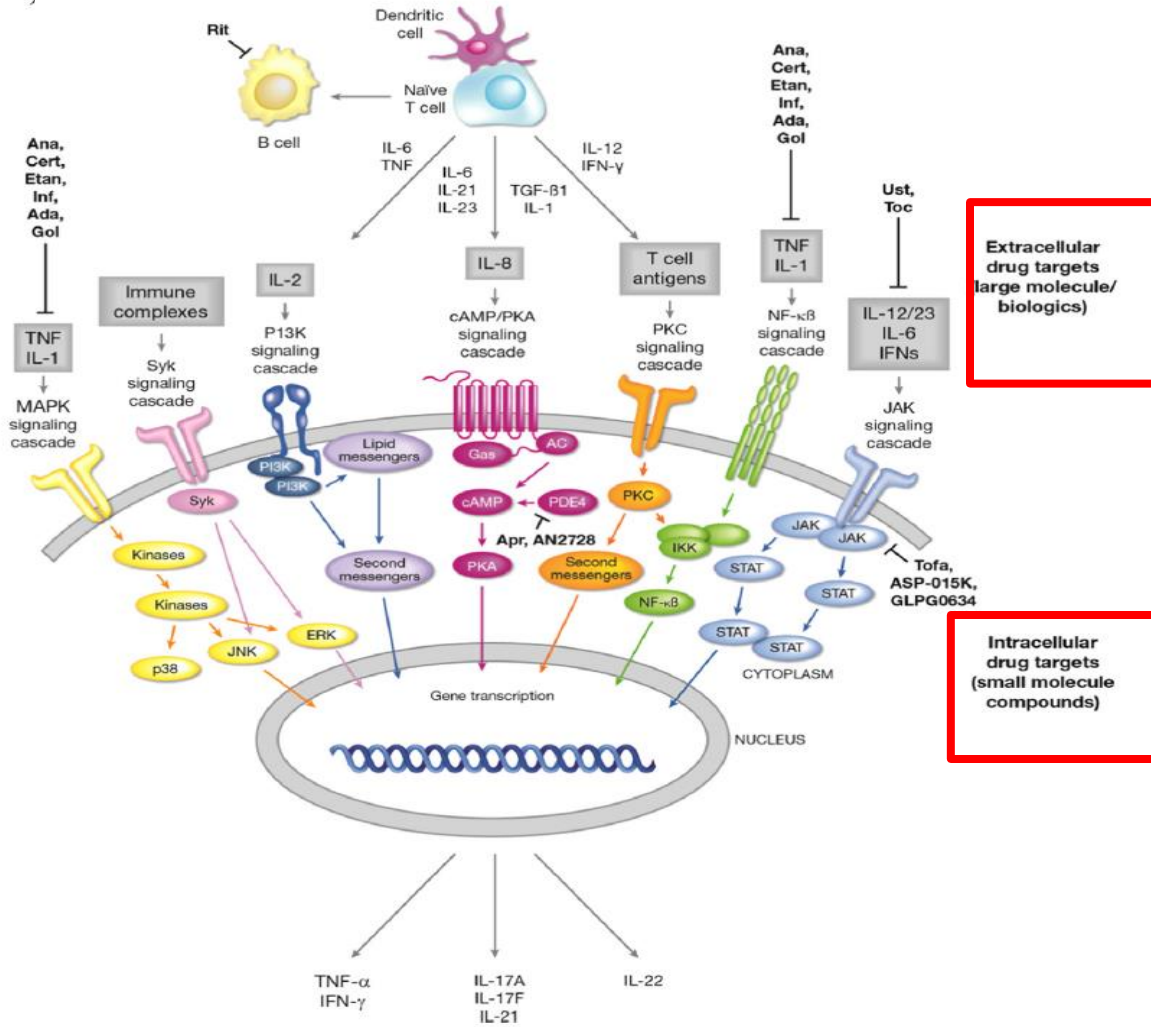 Dendritic
cell
Rit
Naïve
T cell
B cell
Ana,
Cert,
Etan,
Inf,
Ada,
Gol
IL-6
TNF
IL-6
IL-21
IL-23
TGF-ß1
IL-1
IL-12
IFN-γ
Ana,
Cert,
Etan,
Inf,
Ada,
Gol
Ust,
Toc
Extracellular
drug targets
large molecule/
biologics)
TNF
IL-1
MAPK
signaling
cascade
Immune
complexes
Syk
signaling
cascade
IL-2
P13K
signaling
cascade
IL-8
cAMP/PKA
signaling
cascade
T cell
antigens
PKC
signaling
cascade
TNF
IL-1
NF-κß
signaling
cascade
IL-12/23
IL-6
IFNs
JAK
signaling
cascade
Syk
PI3K
PI3K
Lipid
messengers
Gas
AC
cAMP
PDE4
Apr, AN2728
PKA
PKC
IKK
JAK
JAK
Tofa,
ASP-015K,
GLPG0634
Kinases
Kinases
p38
JNK
ERK
Second
messengers
Second
messengers
NF-κß
STAT
STAT
STAT
STAT
CYTOPLASM
Intracellular
drug targets
(small molecule
compounds)
Gene transcription
NUCLEUS
TNF-α
IFN-γ
IL-17A
IL-17F
IL-21
IL-22